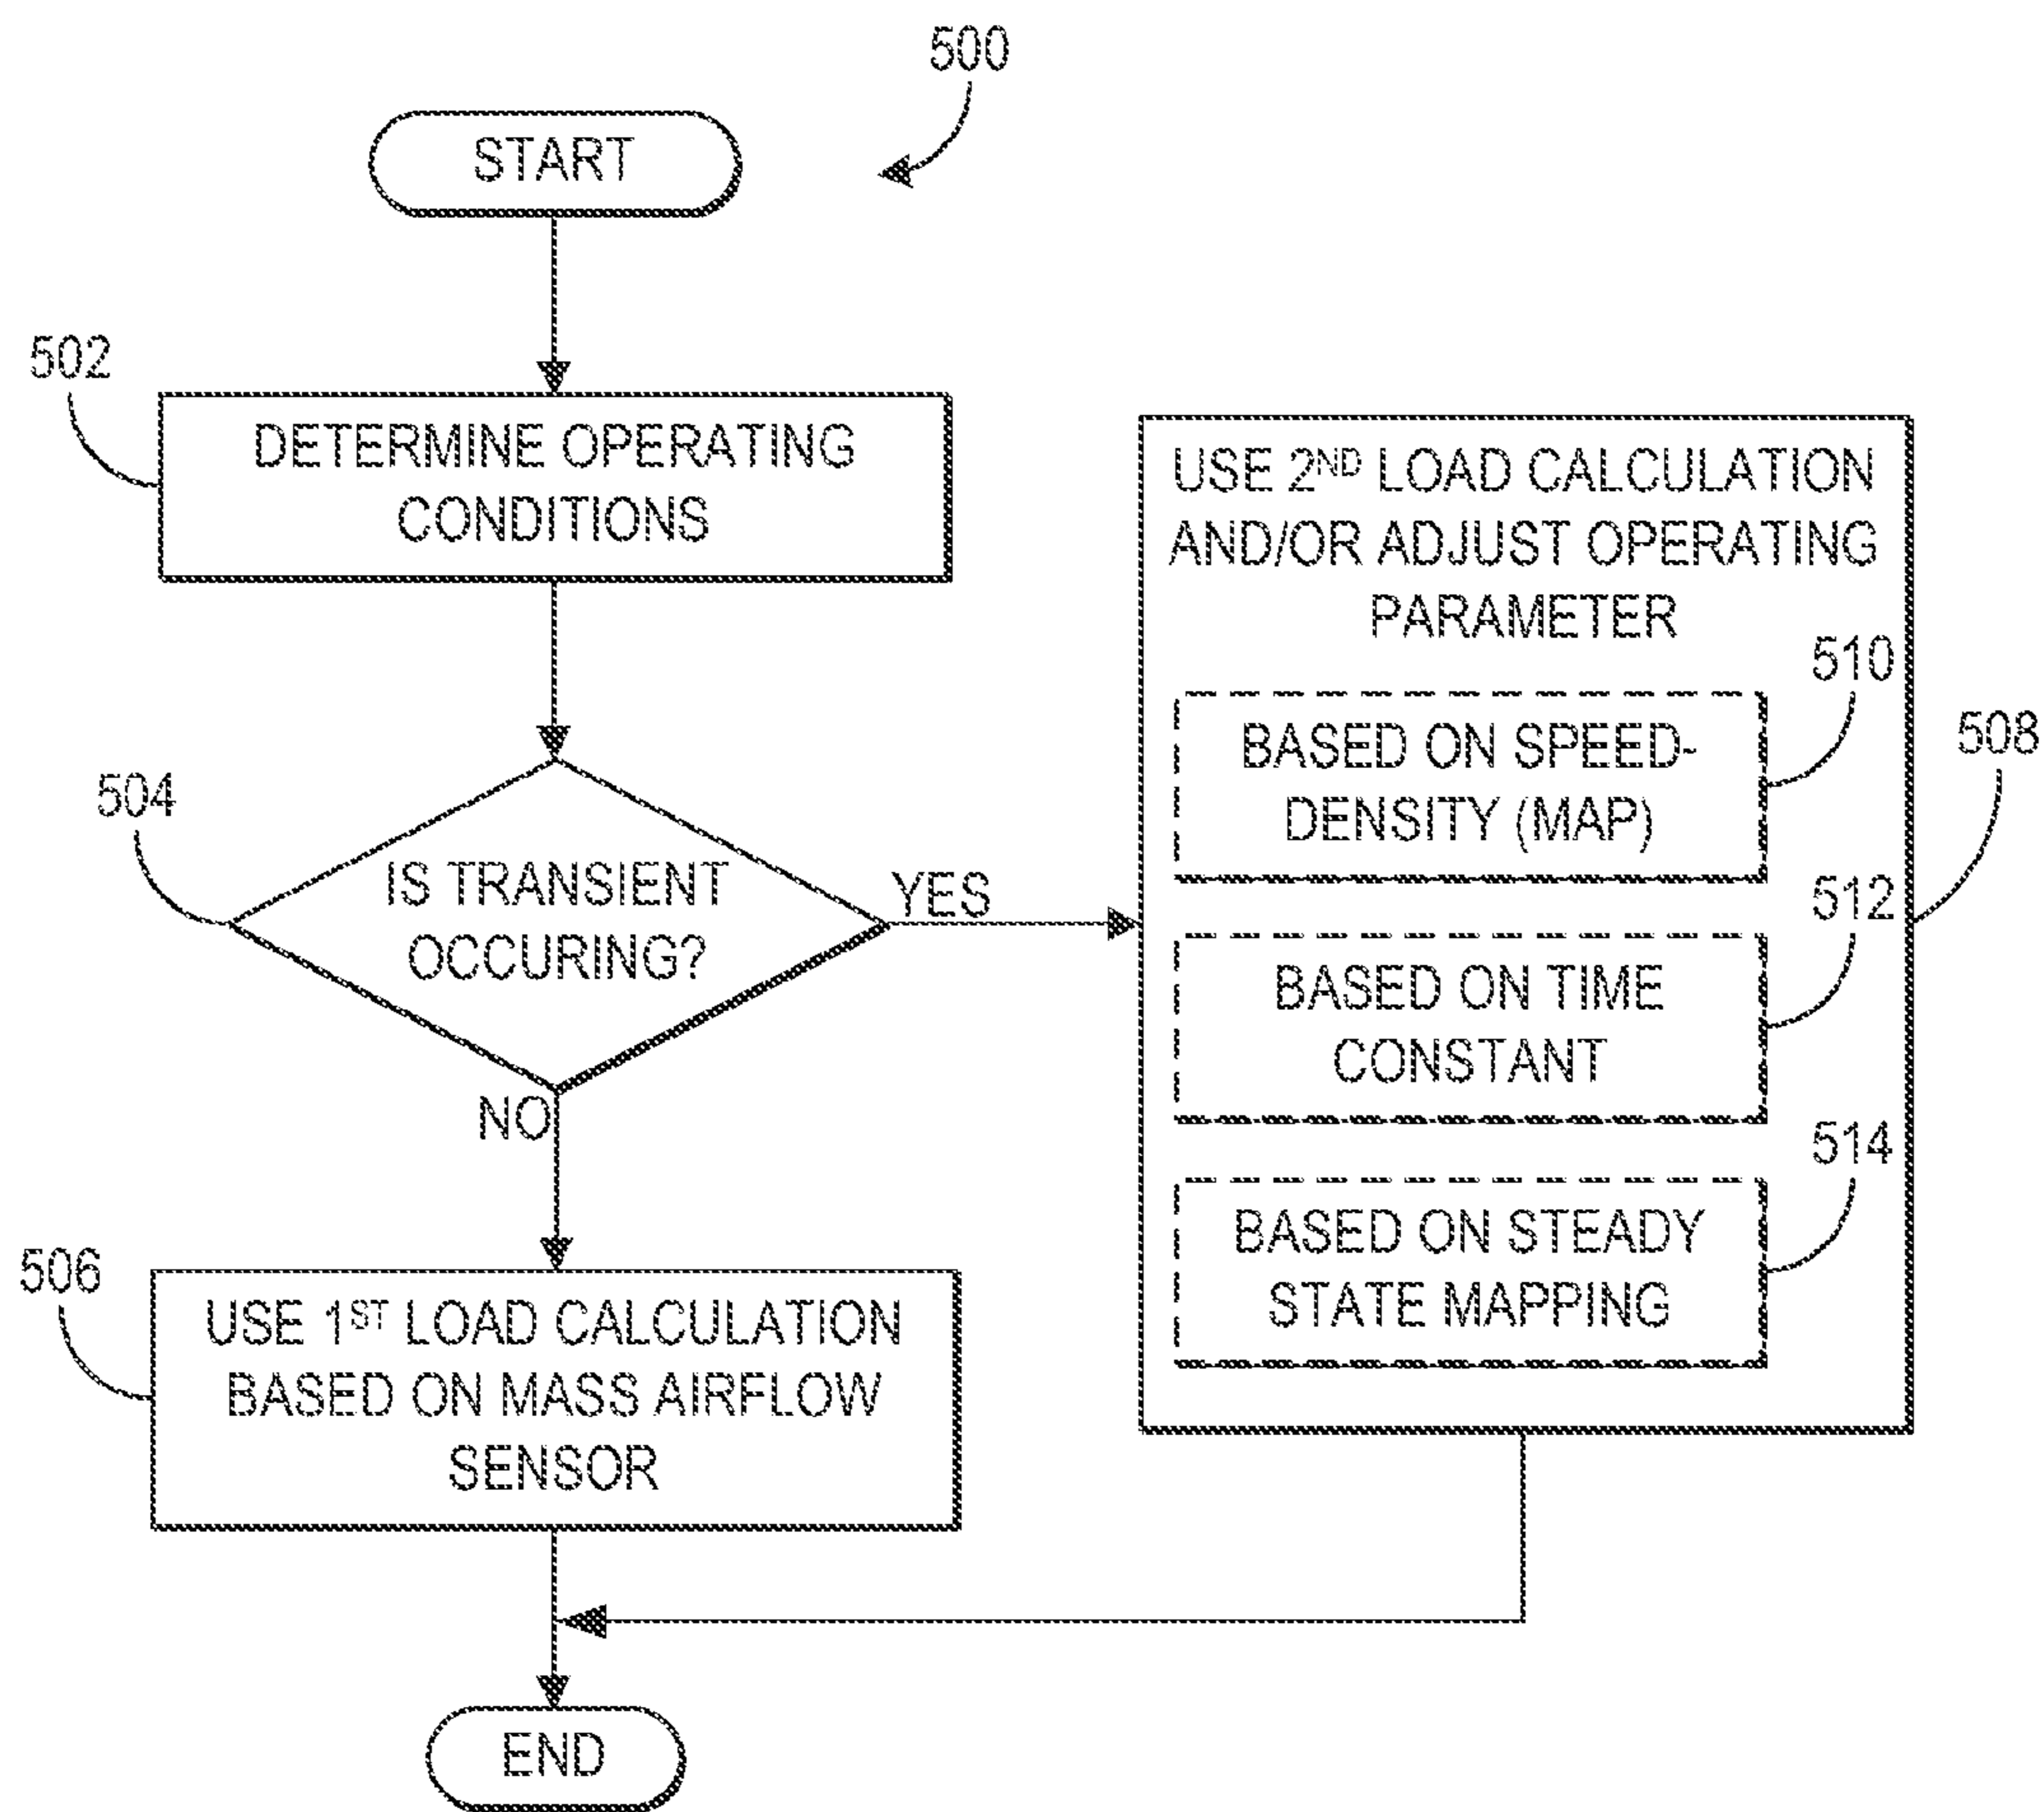 500
START
502
DETERMINE OPERATING
CONDITIONS
504
IS TRANSIENT
OCCURING?
YES
NO
506
USE 1ST LOAD CALCULATION
BASED ON MASS AIRFLOW
SENSOR
USE 2ND LOAD CALCULATION
AND/OR ADJUST OPERATING
PARAMETER
508
510
BASED ON SPEED-
DENSITY (MAP)
512
BASED ON TIME
CONSTANT
514
BASED ON STEADY
STATE MAPPING
END